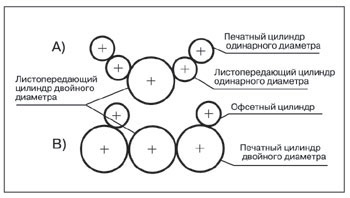 А)
Печатный цилиндр
одинарного диаметра
Листопередающий
цилиндр двойного
диаметра
Листопередающий цилиндр
одинарного диаметра
Офсетный цилиндр
В)
Печатный цилиндр
двойного диаметра